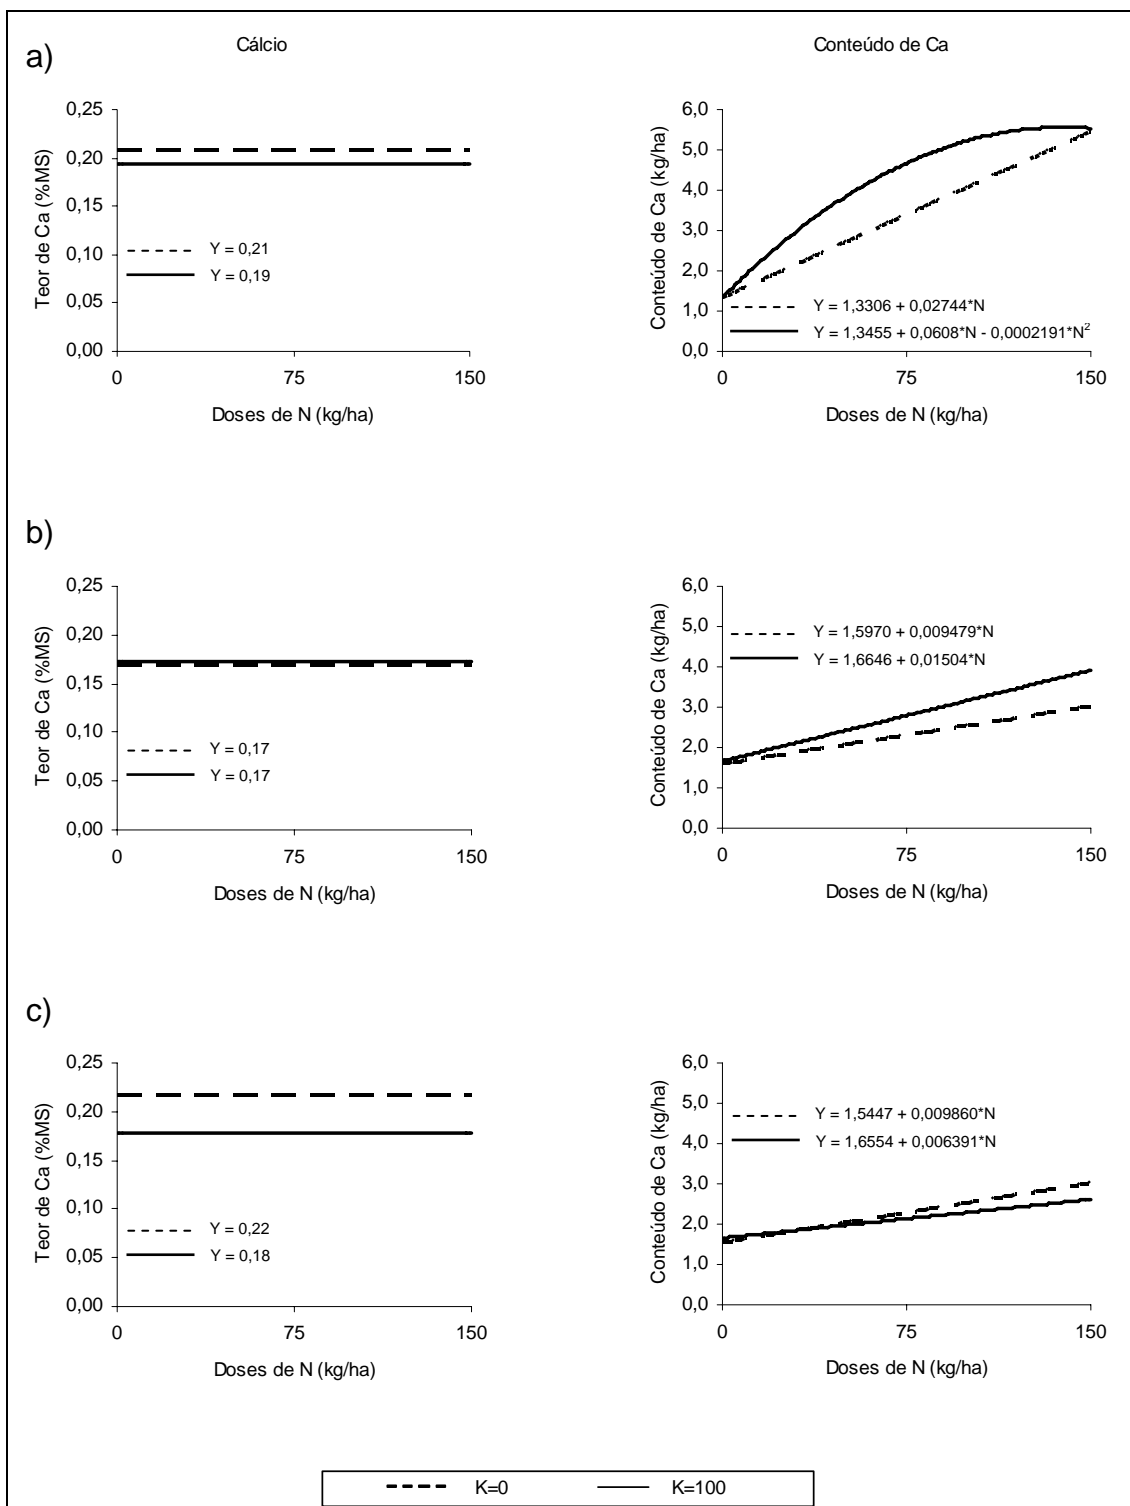 a)
Cálcio
Conteúdo de Ca
Teor de Ca (%MS)
0,25
0,20
0,15
0,10
0,05
0,00
Y = 0,21
Y = 0,19
0 75 150
Doses de N (kg/ha)
Conteúdo de Ca (kg/ha)
6,0
5,0
4,0
3,0
2,0
1,0
0,0
Y = 1,3306 + 0,02744*N
Y = 1,3455 + 0,0608*N - 0,0002191*N²
0 75 150
Doses de N (kg/ha)
b)
Teor de Ca (%MS)
0,25
0,20
0,15
0,10
0,05
0,00
Y = 0,17
Y = 0,17
0 75 150
Doses de N (kg/ha)
Conteúdo de Ca (kg/ha)
6,0
5,0
4,0
3,0
2,0
1,0
0,0
Y = 1,5970 + 0,009479*N
Y = 1,6646 + 0,01504*N
0 75 150
Doses de N (kg/ha)
c)
Teor de Ca (%MS)
0,25
0,20
0,15
0,10
0,05
0,00
Y = 0,22
Y = 0,18
0 75 150
Doses de N (kg/ha)
Conteúdo de Ca (kg/ha)
6,0
5,0
4,0
3,0
2,0
1,0
0,0
Y = 1,5447 + 0,009860*N
Y = 1,6554 + 0,006391*N
0 75 150
Doses de N (kg/ha)
K=0 K=100